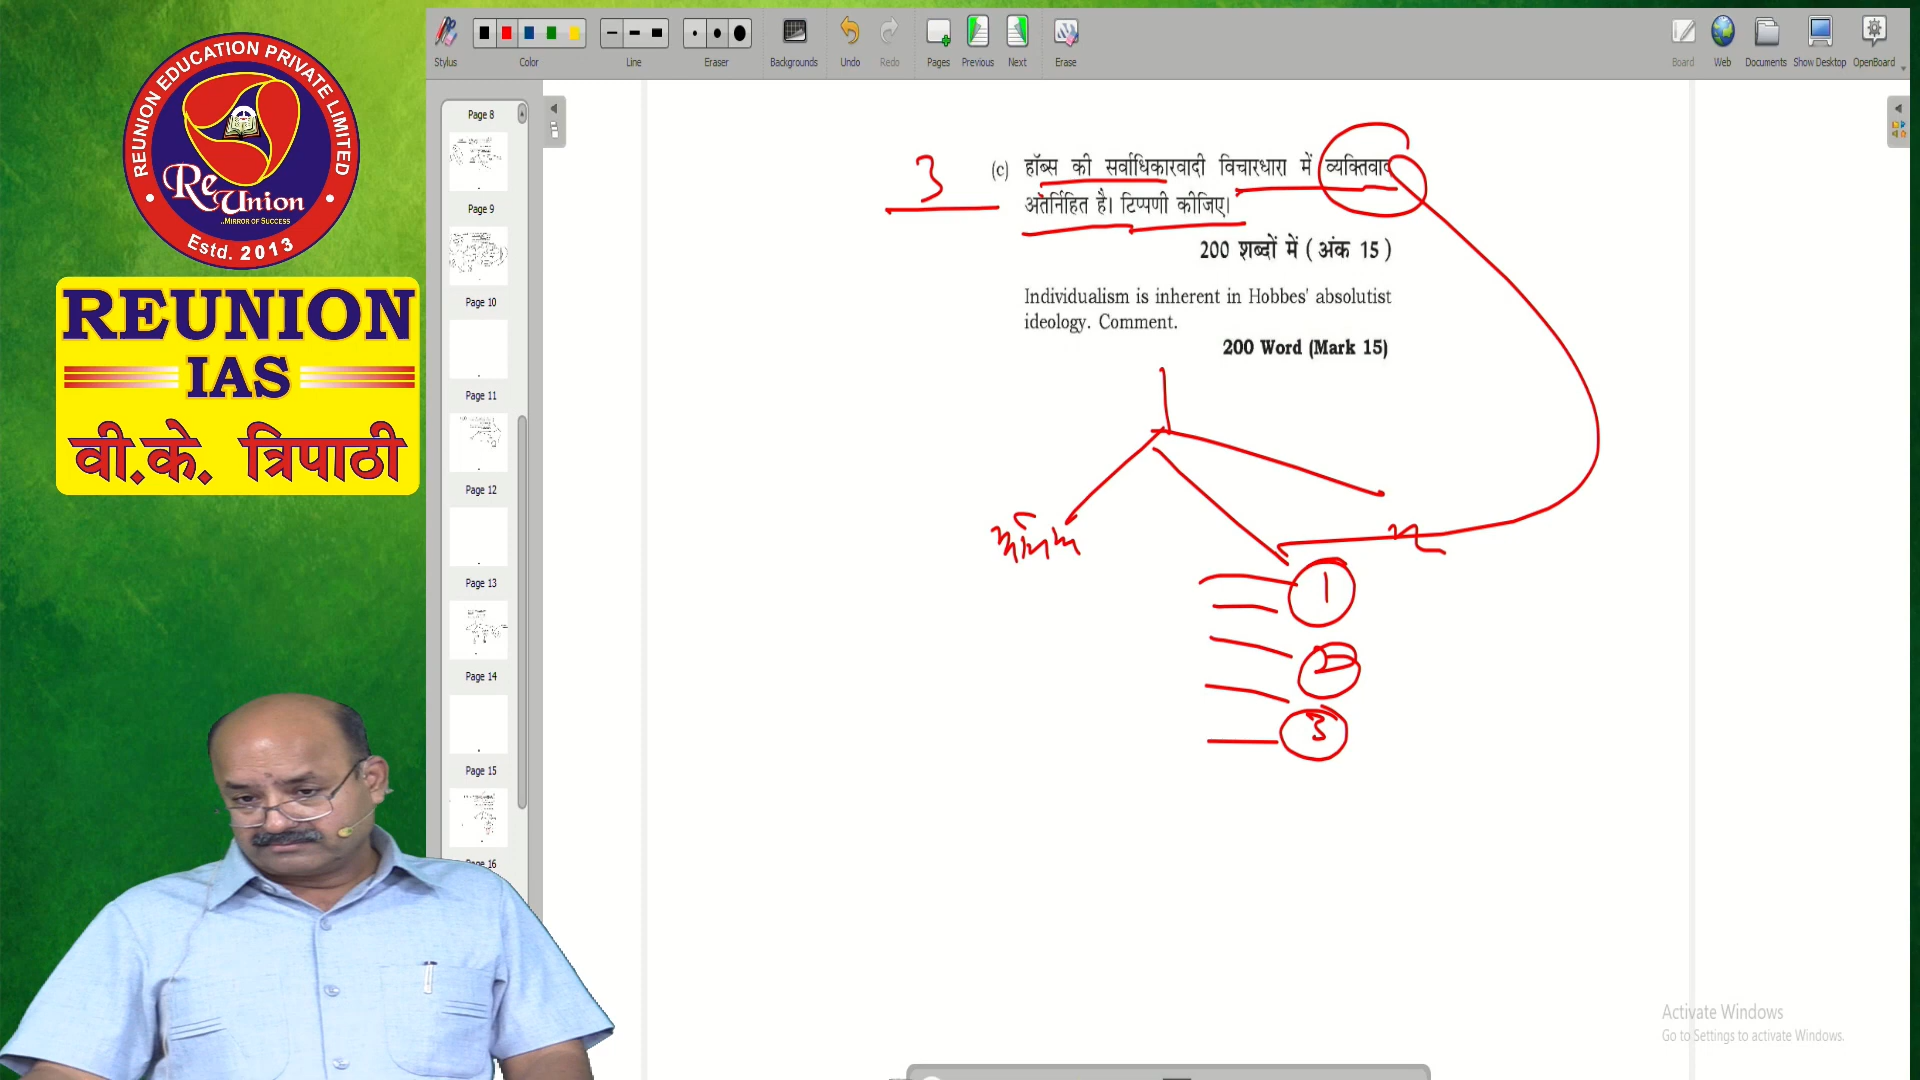 REUNION EDUCATION PRIVATE LIMITED
ReUnion
..MIRROR OF SUCCESS
Estd. 2013
REUNION
IAS
वी.के. त्रिपाठी
Stylus
Color
Line
Eraser
Backgrounds
Undo
Redo
Pages
Previous
Next
Erase
Board
Web
Documents
Show Desktop
OpenBoard
Page 8
Page 9
Page 10
Page 11
Page 12
Page 13
Page 14
Page 15
16
3
(c) हॉब्स की सर्वाधिकारवादी विचारधारा में व्यक्तिवाद
अंतर्निहित है। टिप्पणी कीजिए।
200 शब्दों में ( अंक 15 )
Individualism is inherent in Hobbes' absolutist
ideology. Comment.
200 Word (Mark 15)
1
2
3
Activate Windows
Go to Settings to activate Windows.